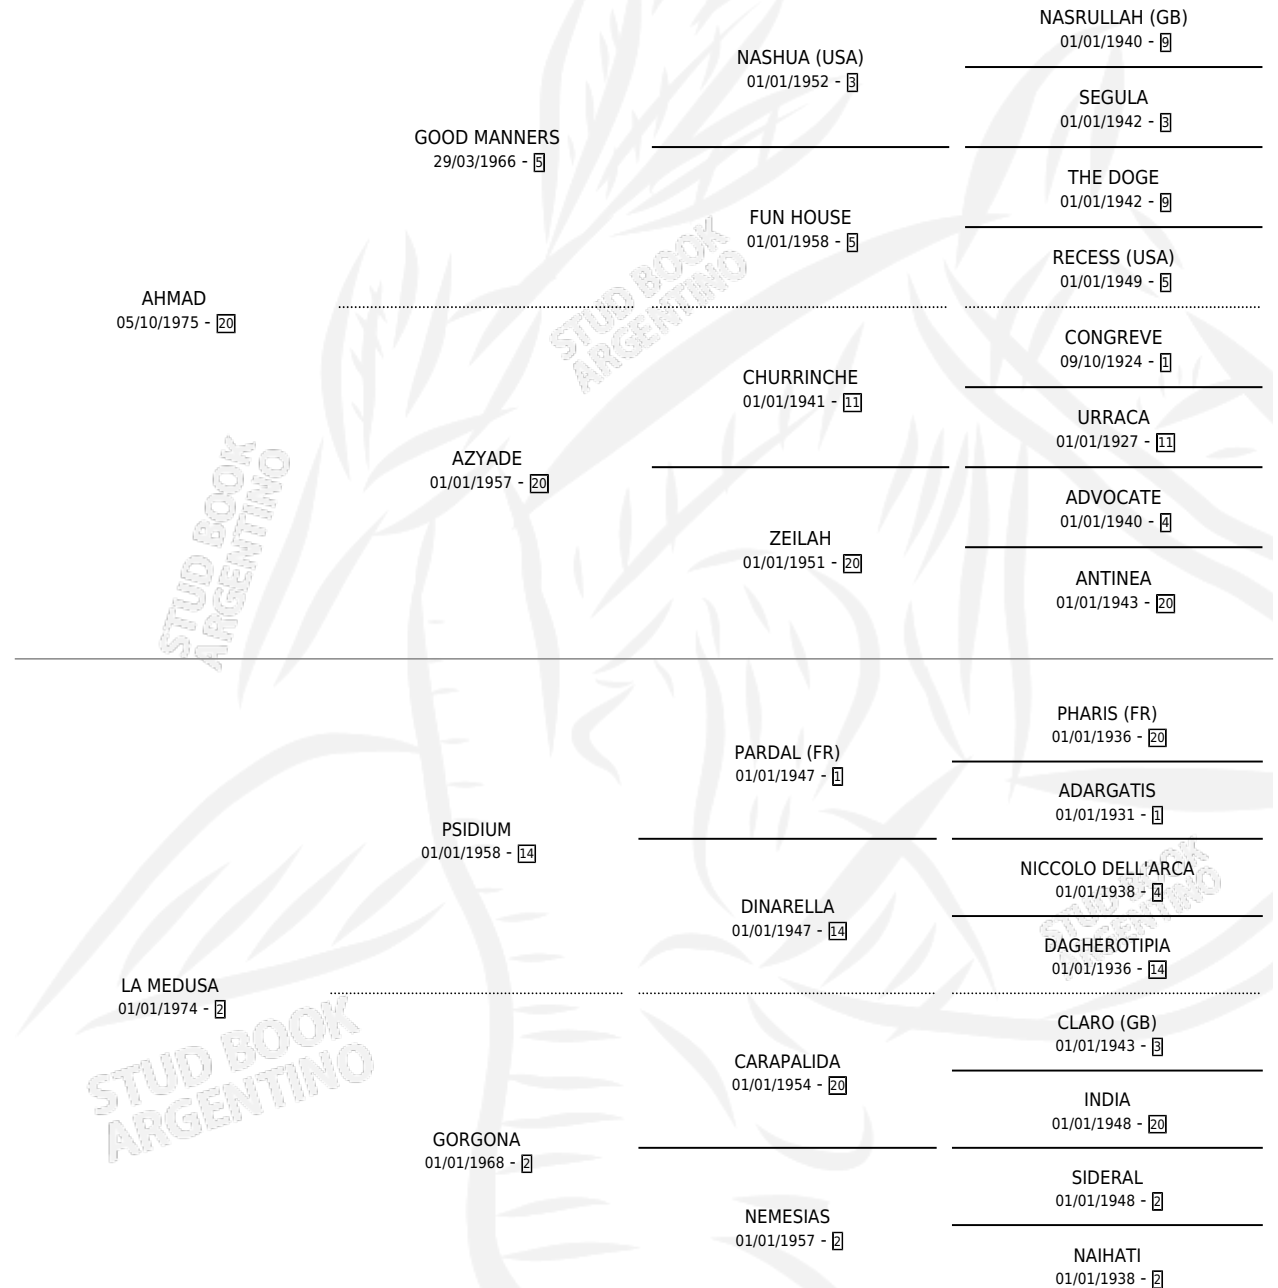 NASRULLAH (GB)
01/01/1940 - 9
NASHUA (USA)
01/01/1952 - 3
SEGULA
01/01/1942 - 3
GOOD MANNERS
29/03/1966 - 5
THE DOGE
01/01/1942 - 9
FUN HOUSE
01/01/1958 - 5
RECESS (USA)
01/01/1949 - 5
AHMAD
05/10/1975 - 20
CONGREVE
09/10/1924 - 1
CHURRINCHE
01/01/1941 - 11
URRACA
01/01/1927 - 11
AZYADE
01/01/1957 - 20
ADVOCATE
01/01/1940 - 4
ZEILAH
01/01/1951 - 20
ANTINEA
01/01/1943 - 20
PHARIS (FR)
01/01/1936 - 20
PARDAL (FR)
01/01/1947 - 1
ADARGATIS
01/01/1931 - 1
PSIDIUM
01/01/1958 - 14
NICCOLO DELL'ARCA
01/01/1938 - 4
DINARELLA
01/01/1947 - 14
DAGHEROTIPIA
01/01/1936 - 14
LA MEDUSA
01/01/1974 - 2
CLARO (GB)
01/01/1943 - 3
CARAPALIDA
01/01/1954 - 20
INDIA
01/01/1948 - 20
GORGONA
01/01/1968 - 2
SIDERAL
01/01/1948 - 2
NEMESIAS
01/01/1957 - 2
NAIHATI
01/01/1938 - 2
STUD BOOK
ARGENTINO
STUD BOOK
ARGENTINO
STUD BOOK
ARGENTINO
STUD BOOK
ARGENTINO